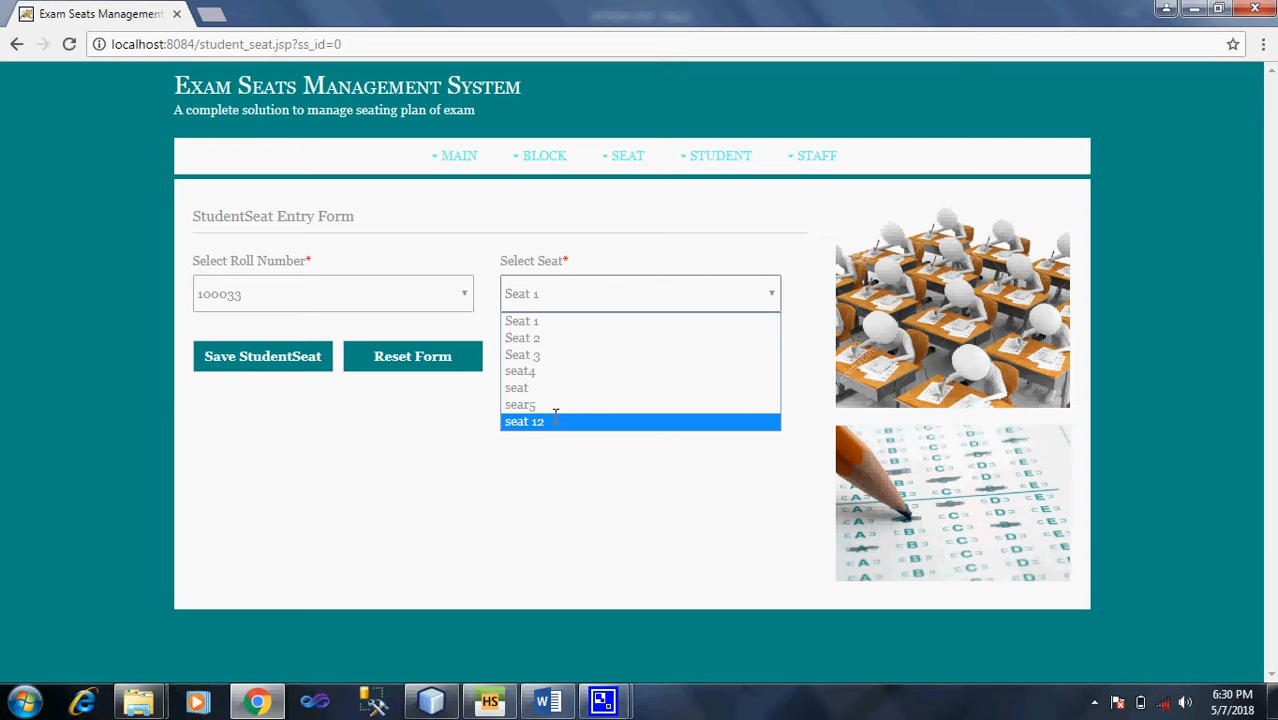 Exam Seats Management
localhost:8084/student_seat.jsp?ss_id=0
Exam Seats Management System
A complete solution to manage seating plan of exam
MAIN BLOCK SEAT STUDENT STAFF
StudentSeat Entry Form
Select Roll Number*
Select Seat*
100033
Seat 1
Seat 1
Seat 2
Seat 3
seat4
seat
sear5
seat 12
Save StudentSeat
Reset Form
HS
6:30 PM
5/7/2018